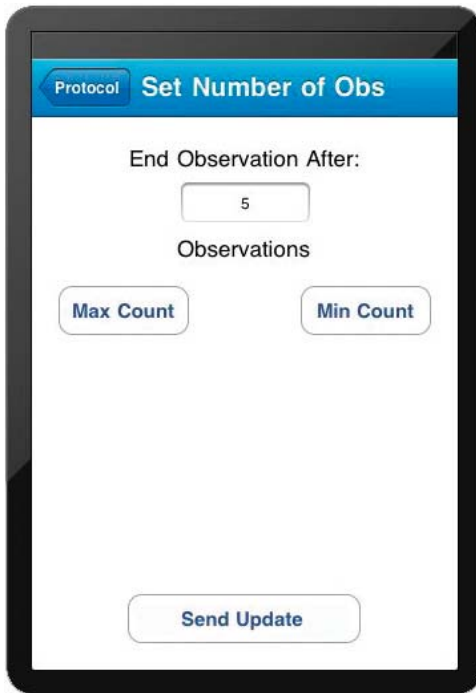 Protocol Set Number of Obs
End Observation After:
5
Observations
Max Count Min Count
Send Update